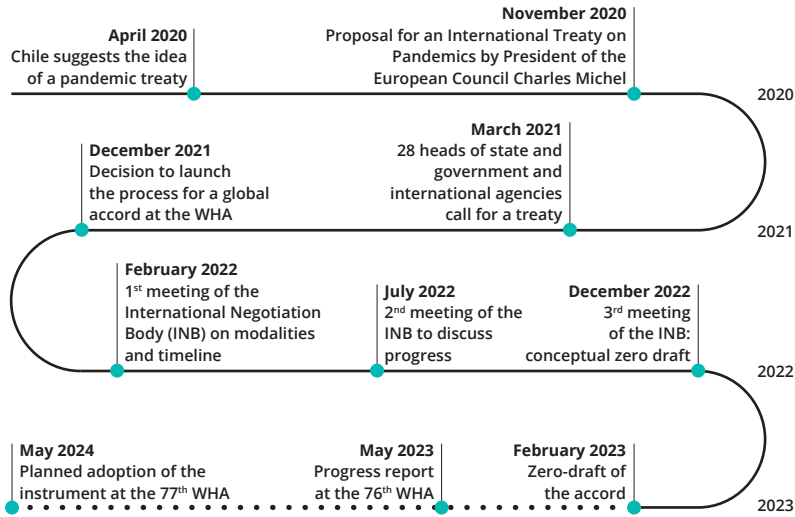 April 2020
Chile suggests the idea
of a pandemic treaty
November 2020
Proposal for an International Treaty on
Pandemics by President of the
European Council Charles Michel
2020
March 2021
28 heads of state and
government and
international agencies
call for a treaty
December 2021
Decision to launch
the process for a global
accord at the WHA
2021
February 2022
1st meeting of the
International Negotiation
Body (INB) on modalities
and timeline
July 2022
2nd meeting of the
INB to discuss
progress
December 2022
3rd meeting
of the INB:
conceptual zero draft
2022
February 2023
Zero-draft of
the accord
May 2023
Progress report
at the 76th WHA
May 2024
Planned adoption of the
instrument at the 77th WHA
2023